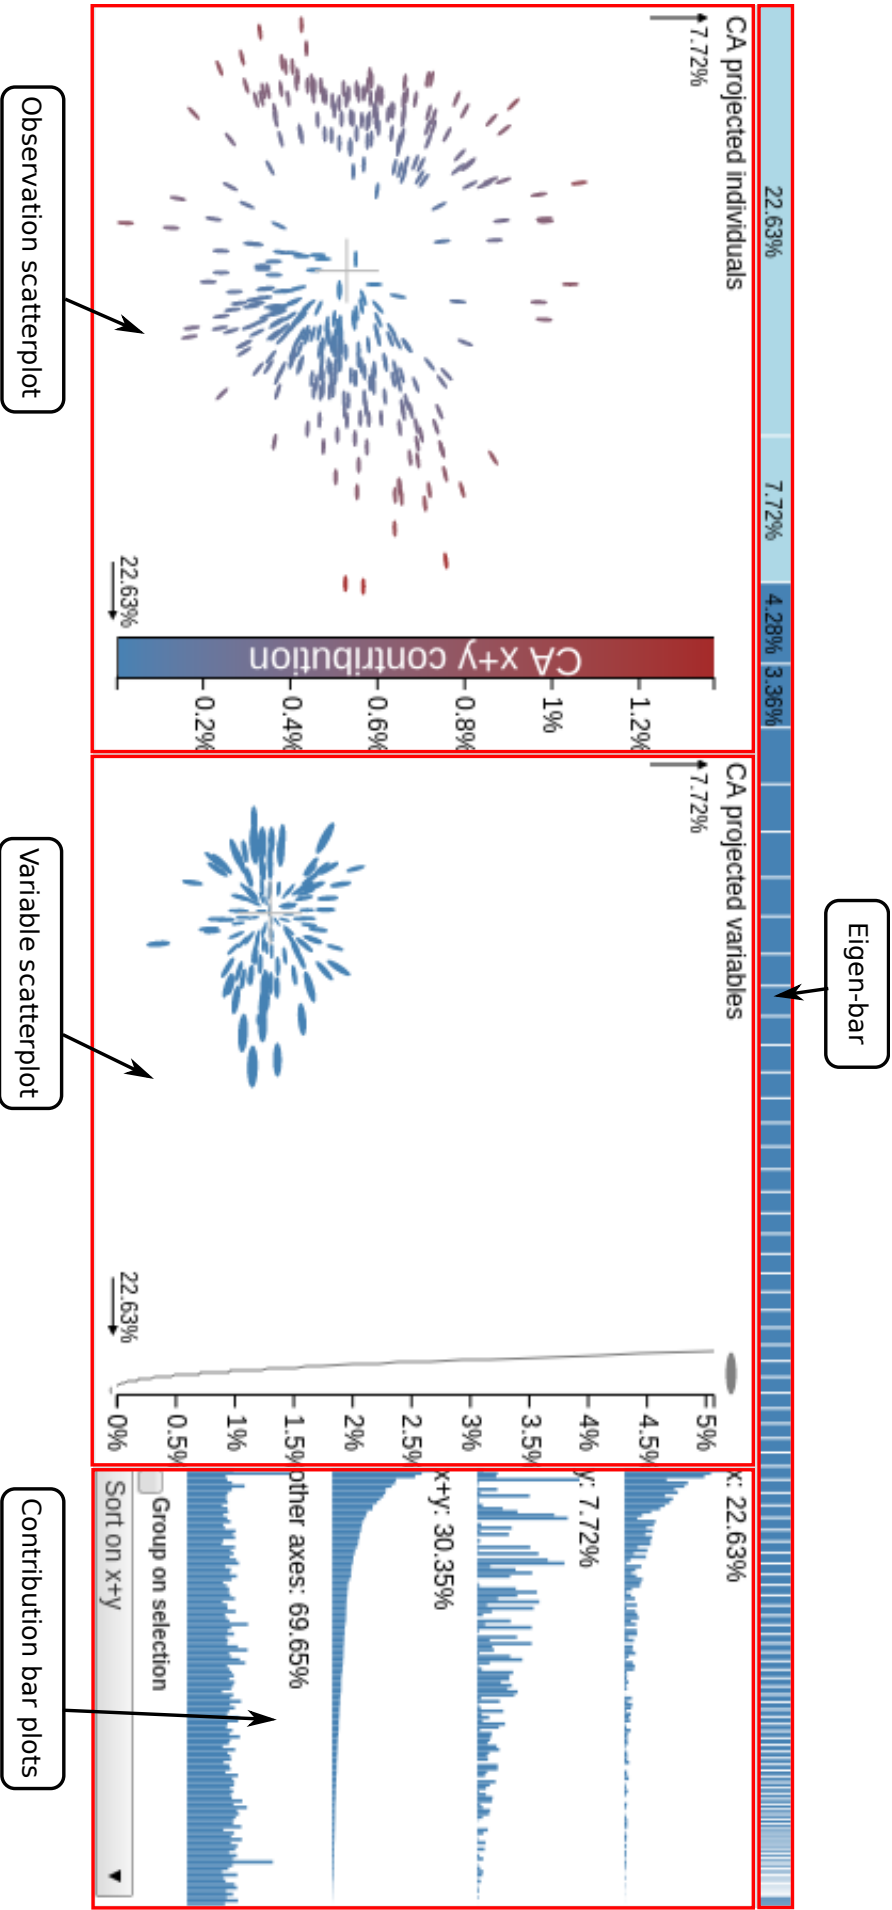 Eigen-bar
22.63%
7.72%
4.28%
3.36%
CA projected individuals
7.72%
22.63%
CA x+y contribution
0.2%
0.4%
0.6%
0.8%
1%
1.2%
CA projected variables
7.72%
22.63%
5%
4.5%
4%
3.5%
3%
2.5%
2%
1.5%
1%
0.5%
0%
x: 22.63%
y: 7.72%
x+y: 30.35%
other axes: 69.65%
Group on selection
Sort on x+y
Observation scatterplot
Variable scatterplot
Contribution bar plots